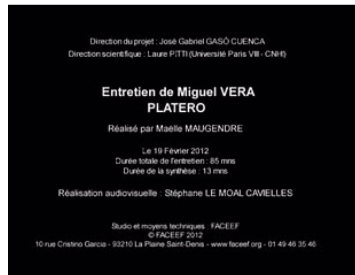 Direction du projet : José Gabriel GASÓ CUENCA
Direction scientifique : Laure PITTI (Université Paris VIII - CNHI)
Entretien de Miguel VERA
PLATERO
Réalisé par Maëlle MAUGENDRE
Le 19 Février 2012
Durée totale de l'entretien : 85 mns
Durée de la synthèse : 13 mns
Réalisation audiovisuelle : Stéphane LE MOAL CAVIELLES
Studio et moyens techniques : FACEEF
© FACEEF 2012
10 rue Cristino Garcia - 93210 La Plaine Saint-Denis - www.faceef.org - 01 49 46 35 46